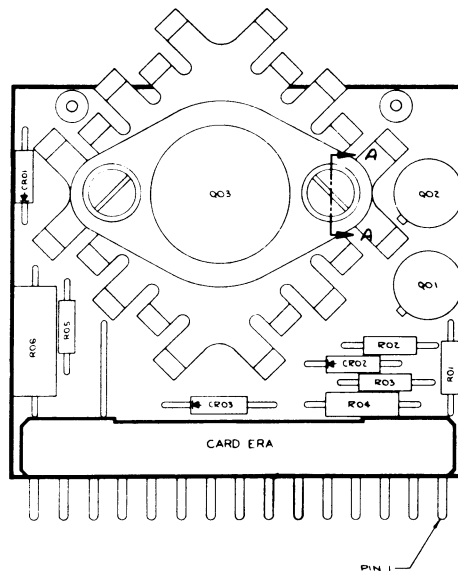 CR01
Q03
A
Q02
A
Q01
R06
R05
R02
CR02
R01
R03
CR03
R04
CARD ERA
PIN 1